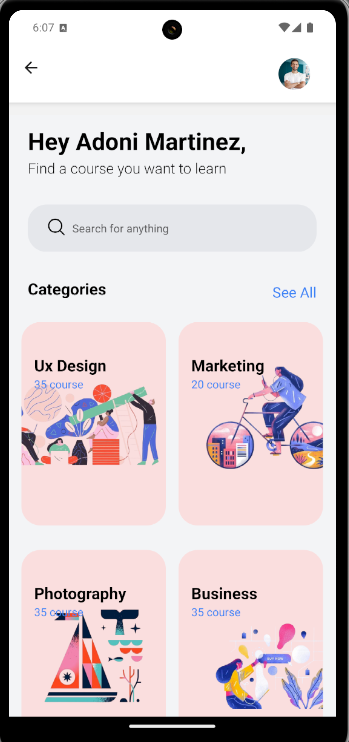 6:07
Hey Adoni Martinez,
Find a course you want to learn
Search for anything
Categories
See All
Ux Design
35 course
Marketing
20 course
Photography
35 course
Business
35 course